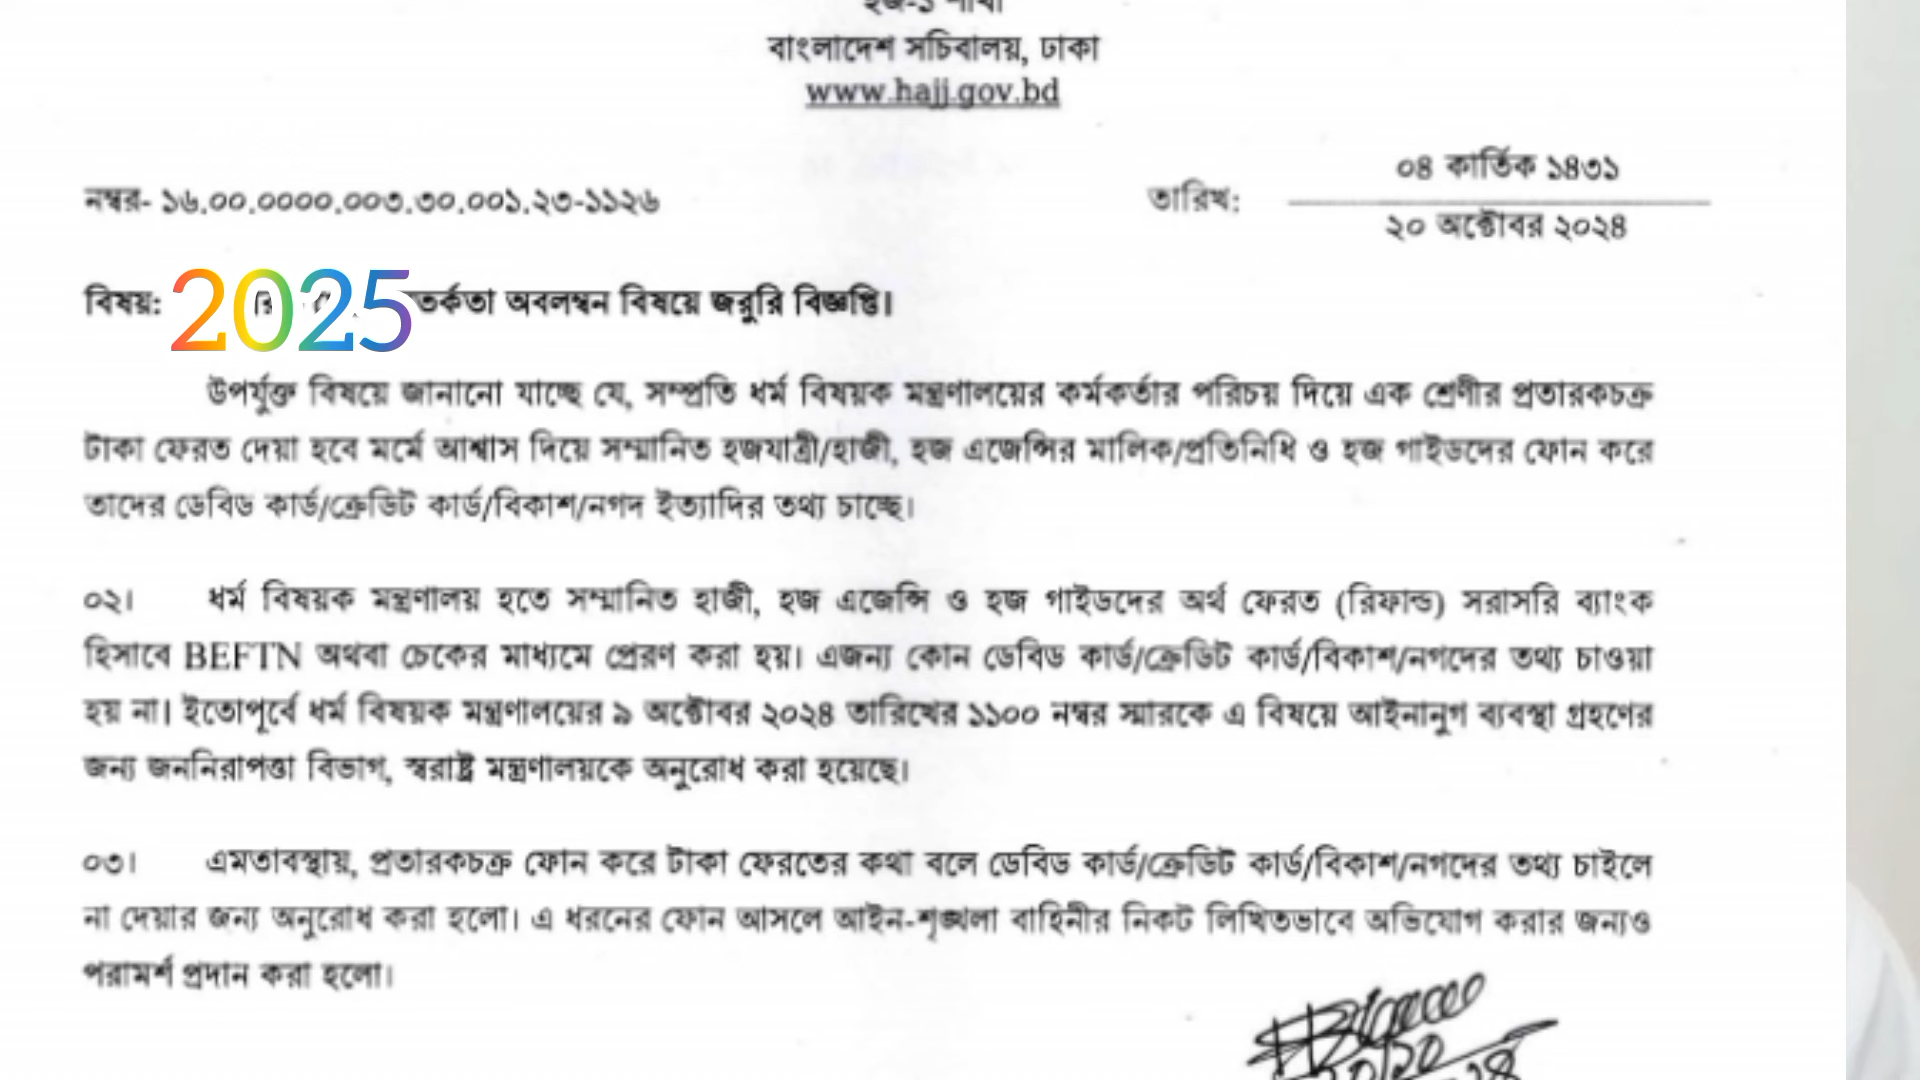 হজ-১ শাখা
বাংলাদেশ সচিবালয়, ঢাকা
www.hajj.gov.bd
০৪ কার্তিক ১৪৩১
নম্বর- ১৬.০০.০০০০.০০৩.৩০.০০১.২৩-১১২৬ তারিখ:
২০ অক্টোবর ২০২৪
বিষয়: 2025 তর্কতা অবলম্বন বিষয়ে জরুরি বিজ্ঞপ্তি।
উপর্যুক্ত বিষয়ে জানানো যাচ্ছে যে, সম্প্রতি ধর্ম বিষয়ক মন্ত্রণালয়ের কর্মকর্তার পরিচয় দিয়ে এক শ্রেণীর প্রতারকচক্র
টাকা ফেরত দেয়া হবে মর্মে আশ্বাস দিয়ে সম্মানিত হজযাত্রী/হাজী, হজ এজেন্সির মালিক/প্রতিনিধি ও হজ গাইডদের ফোন করে
তাদের ডেবিড কার্ড/ক্রেডিট কার্ড/বিকাশ/নগদ ইত্যাদির তথ্য চাচ্ছে।
০২। ধর্ম বিষয়ক মন্ত্রণালয় হতে সম্মানিত হাজী, হজ এজেন্সি ও হজ গাইডদের অর্থ ফেরত (রিফান্ড) সরাসরি ব্যাংক
হিসাবে BEFTN অথবা চেকের মাধ্যমে প্রেরণ করা হয়। এজন্য কোন ডেবিড কার্ড/ক্রেডিট কার্ড/বিকাশ/নগদের তথ্য চাওয়া
হয় না। ইতোপূর্বে ধর্ম বিষয়ক মন্ত্রণালয়ের ৯ অক্টোবর ২০২৪ তারিখের ১১০০ নম্বর স্মারকে এ বিষয়ে আইনানুগ ব্যবস্থা গ্রহণের
জন্য জননিরাপত্তা বিভাগ, স্বরাষ্ট্র মন্ত্রণালয়কে অনুরোধ করা হয়েছে।
০৩। এমতাবস্থায়, প্রতারকচক্র ফোন করে টাকা ফেরতের কথা বলে ডেবিড কার্ড/ক্রেডিট কার্ড/বিকাশ/নগদের তথ্য চাইলে
না দেয়ার জন্য অনুরোধ করা হলো। এ ধরনের ফোন আসলে আইন-শৃঙ্খলা বাহিনীর নিকট লিখিতভাবে অভিযোগ করার জন্যও
পরামর্শ প্রদান করা হলো।